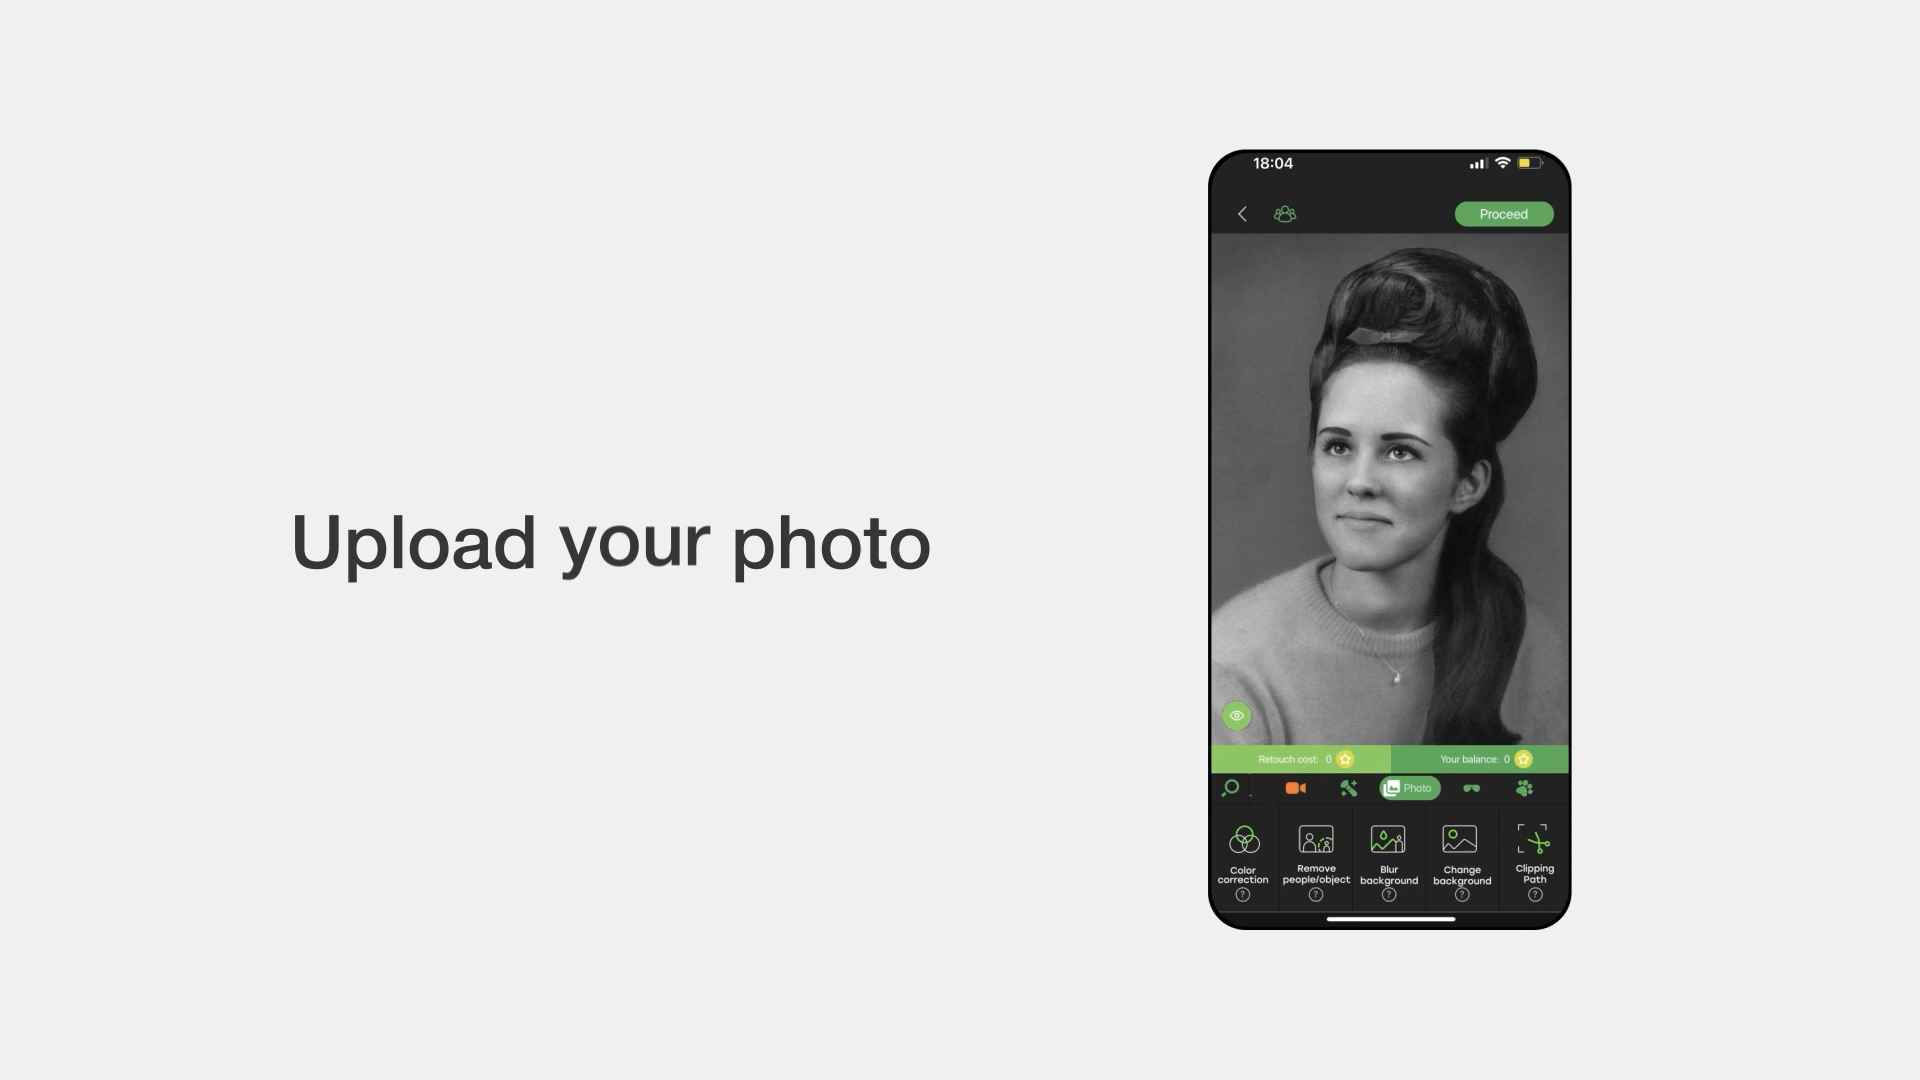 Upload your photo
18:04
Proceed
Retouch cost: 0
Your balance: 0
Photo
Color
correction
?
Remove
people/object
?
Blur
background
?
Change
background
?
Clipping
Path
?